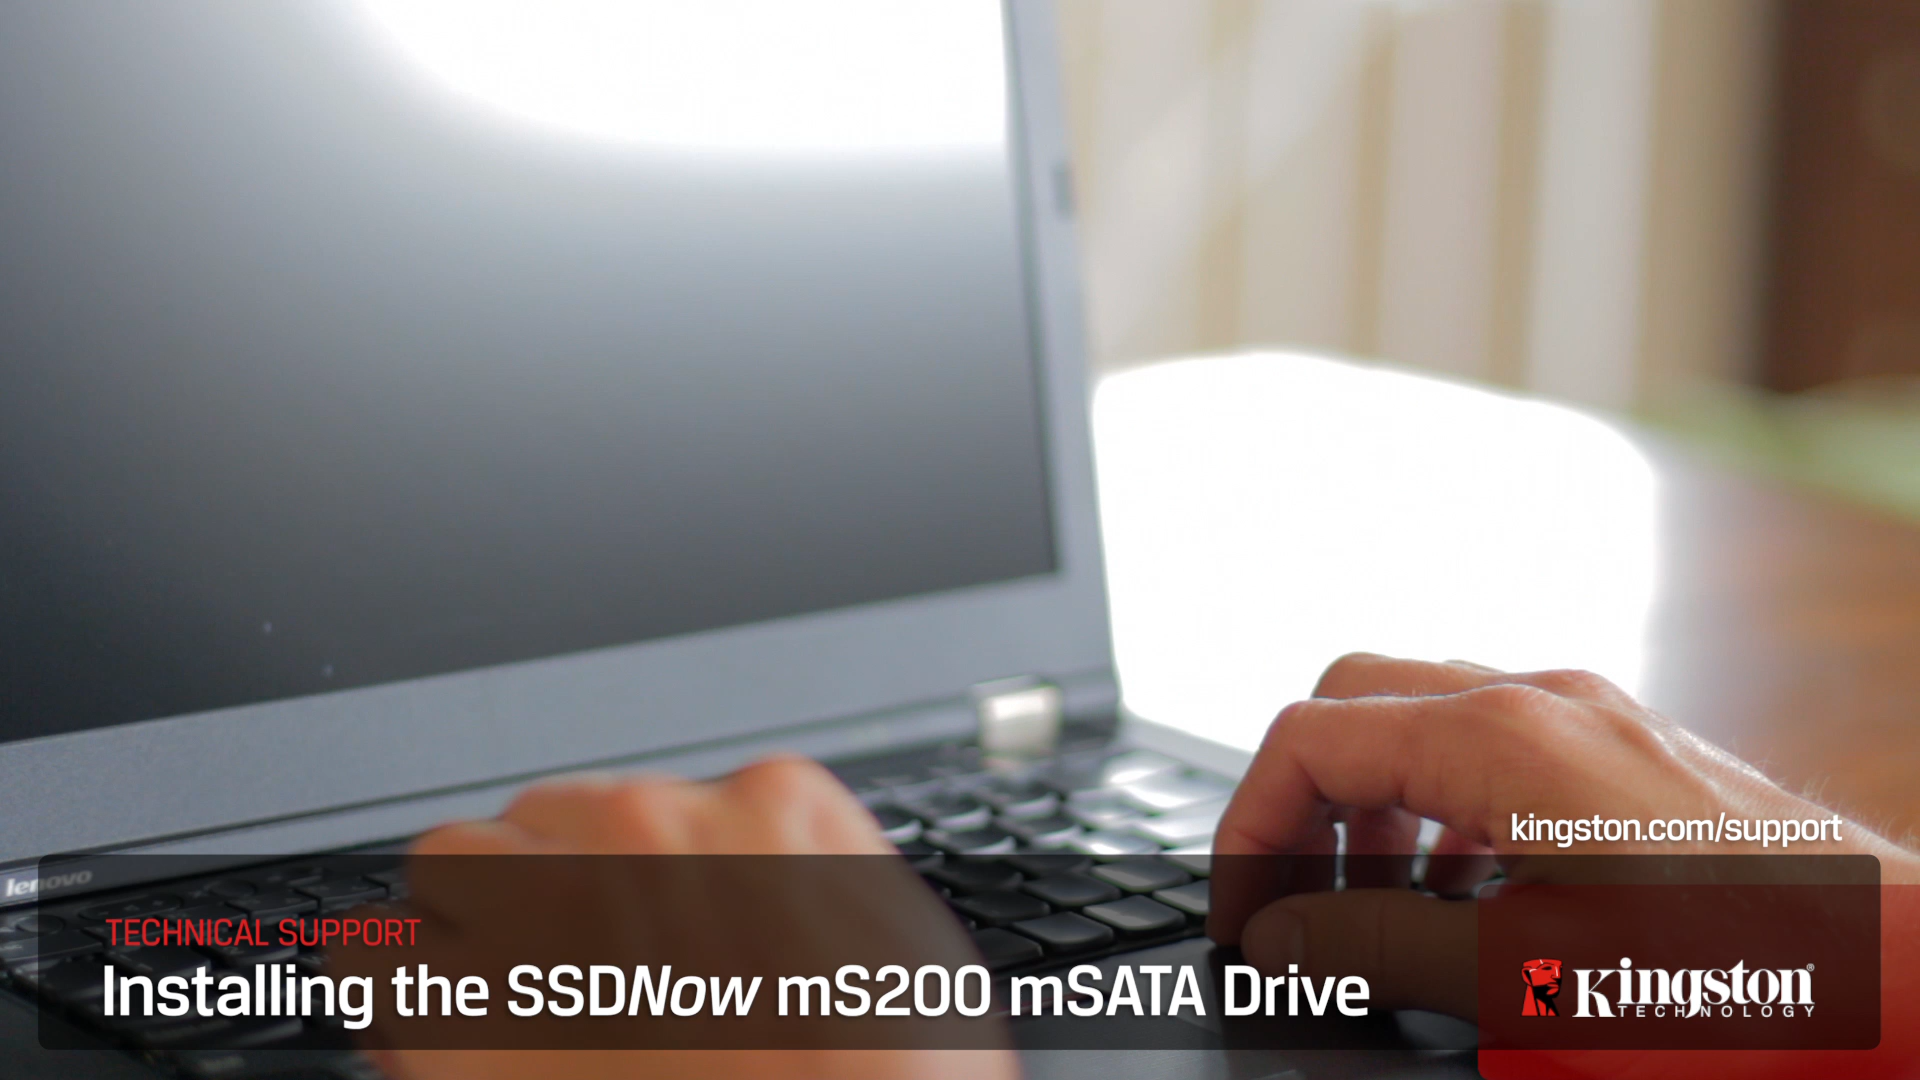 kingston.com/support
lenovo
TECHNICAL SUPPORT
Installing the SSDNow mS200 mSATA Drive
Kingston®
TECHNOLOGY